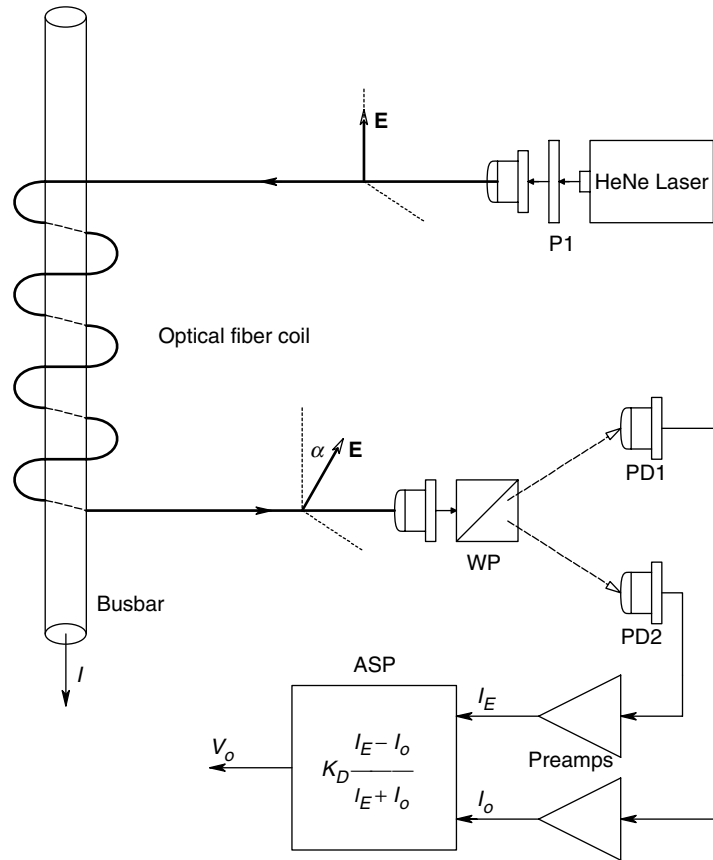 E
HeNe Laser
P1
Optical fiber coil
α
E
PD1
WP
Busbar
PD2
I
ASP
I_E
V_o
K_D (I_E − I_o) / (I_E + I_o)
Preamps
I_o